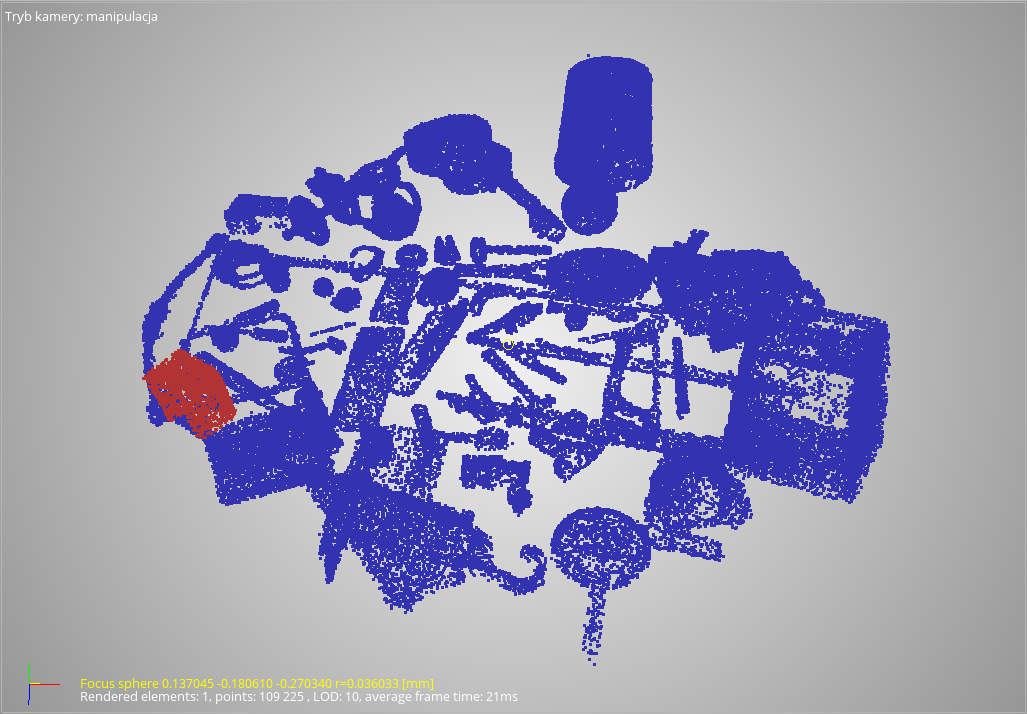 Tryb kamery: manipulacja
Focus sphere 0.137045 -0.180610 -0.270340 r=0.036033 [mm]
Rendered elements: 1, points: 109 225 , LOD: 10, average frame time: 21ms